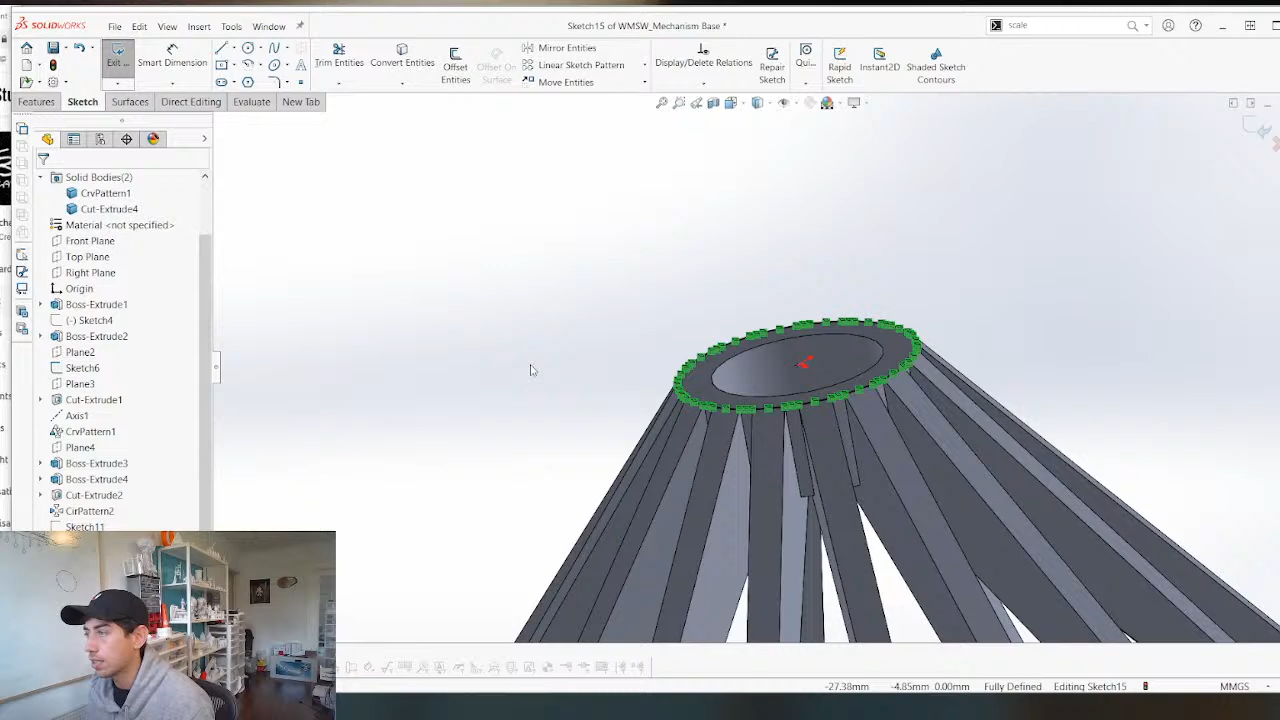 SOLIDWORKS
File
Edit
View
Insert
Tools
Window
Sketch15 of WMSW_Mechanism Base *
scale
Exit ...
Smart Dimension
Trim Entities
Convert Entities
Offset Entities
Offset On Surface
Mirror Entities
Linear Sketch Pattern
Move Entities
Display/Delete Relations
Repair Sketch
Qui...
Rapid Sketch
Instant2D
Shaded Sketch Contours
Features
Sketch
Surfaces
Direct Editing
Evaluate
New Tab
Solid Bodies(2)
CrvPattern1
Cut-Extrude4
Material <not specified>
Front Plane
Top Plane
Right Plane
Origin
Boss-Extrude1
(-) Sketch4
Boss-Extrude2
Plane2
Sketch6
Plane3
Cut-Extrude1
Axis1
CrvPattern1
Plane4
Boss-Extrude3
Boss-Extrude4
Cut-Extrude2
CirPattern2
Sketch11
-27.38mm
-4.85mm
0.00mm
Fully Defined
Editing Sketch15
MMGS